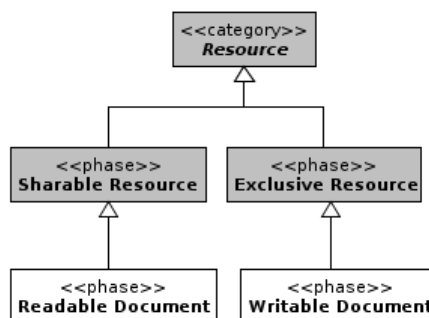 <<category>>
Resource
<<phase>>
Sharable Resource
<<phase>>
Exclusive Resource
<<phase>>
Readable Document
<<phase>>
Writable Document